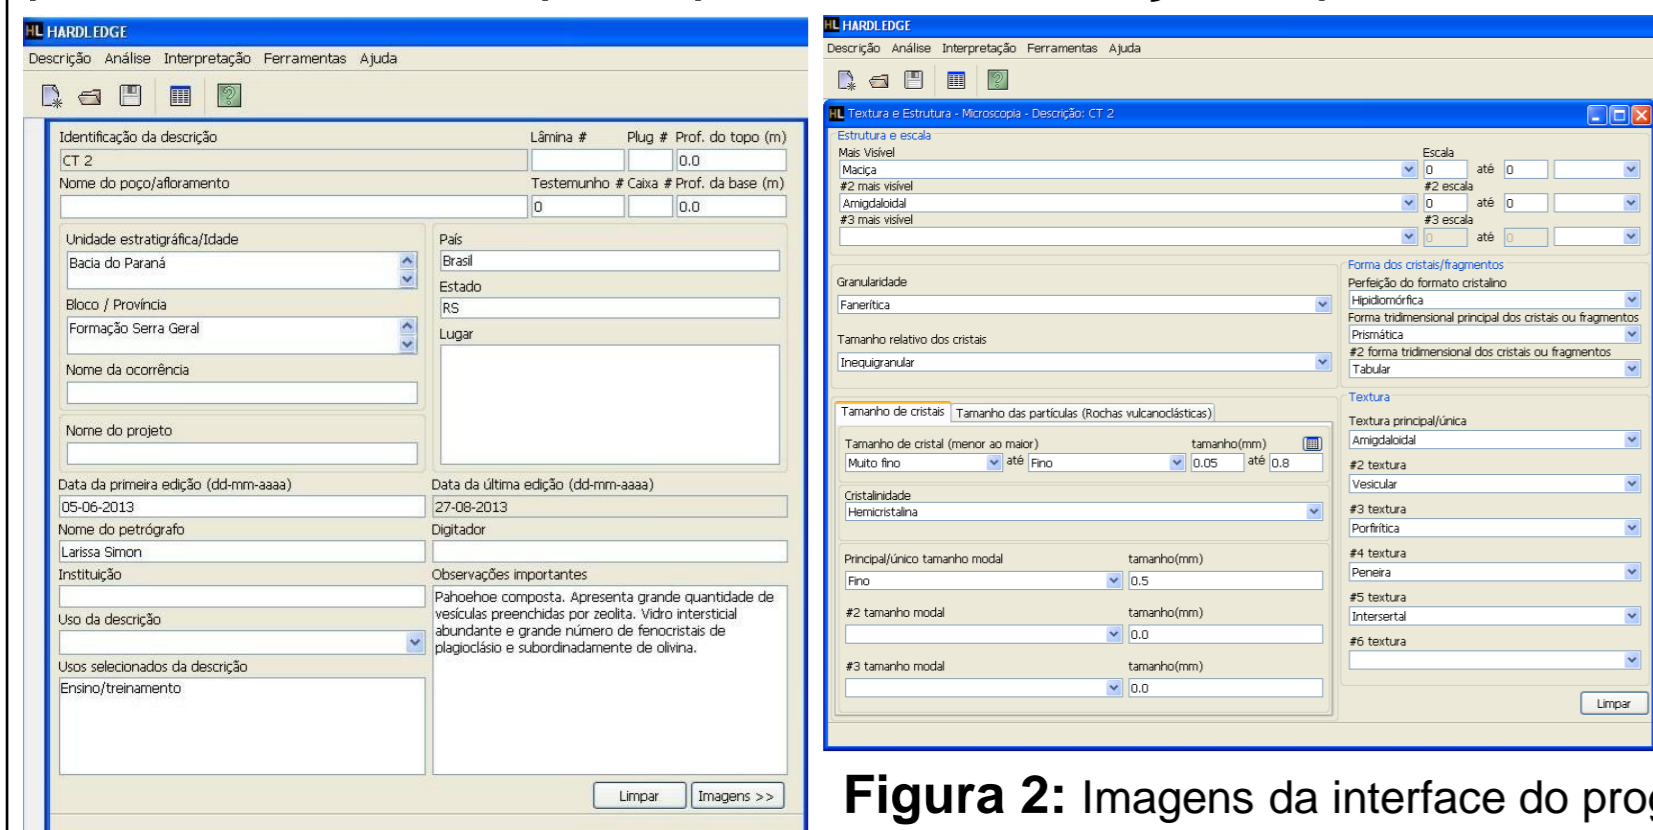 HL HARDLEDGE
Descrição Análise Interpretação Ferramentas Ajuda
Identificação da descrição Lâmina # Plug # Prof. do topo (m)
CT 2 0.0
Nome do poço/afloramento Testemunho # Caixa # Prof. da base (m)
0 0.0
Unidade estratigráfica/Idade
Bacia do Paraná
Bloco / Província
Formação Serra Geral
Nome da ocorrência
Nome do projeto
País
Brasil
Estado
RS
Lugar
Data da primeira edição (dd-mm-aaaa) Data da última edição (dd-mm-aaaa)
05-06-2013 27-08-2013
Nome do petrógrafo Digitador
Larissa Simon
Instituição
Uso da descrição
Usos selecionados da descrição
Ensino/treinamento
Observações importantes
Pahoehoe composta. Apresenta grande quantidade de
vesículas preenchidas por zeolita. Vidro intersticial
abundante e grande número de fenocristais de
plagioclásio e subordinadamente de olivina.
Limpar Imagens >>
HL HARDLEDGE
Descrição Análise Interpretação Ferramentas Ajuda
HL Textura e Estrutura - Microscopia - Descrição: CT 2
Estrutura e escala
Mais Visível Escala
Maciça 0 até 0
#2 mais visível #2 escala
Amigdaloidal 0 até 0
#3 mais visível #3 escala
0 até 0
Granularidade
Fanerítica
Tamanho relativo dos cristais
Inequigranular
Forma dos cristais/fragmentos
Perfeição do formato cristalino
Hipidiomórfica
Forma tridimensional principal dos cristais ou fragmentos
Prismática
#2 forma tridimensional dos cristais ou fragmentos
Tabular
Tamanho de cristais Tamanho das partículas (Rochas vulcanoclásticas)
Tamanho de cristal (menor ao maior) tamanho(mm)
Muito fino até Fino 0.05 até 0.8
Cristalinidade
Hemicristalina
Principal/único tamanho modal tamanho(mm)
Fino 0.5
#2 tamanho modal tamanho(mm)
0.0
#3 tamanho modal tamanho(mm)
0.0
Textura
Textura principal/única
Amigdaloidal
#2 textura
Vesicular
#3 textura
Porfirítica
#4 textura
Peneira
#5 textura
Intersertal
#6 textura
Limpar
Figura 2: Imagens da interface do prog